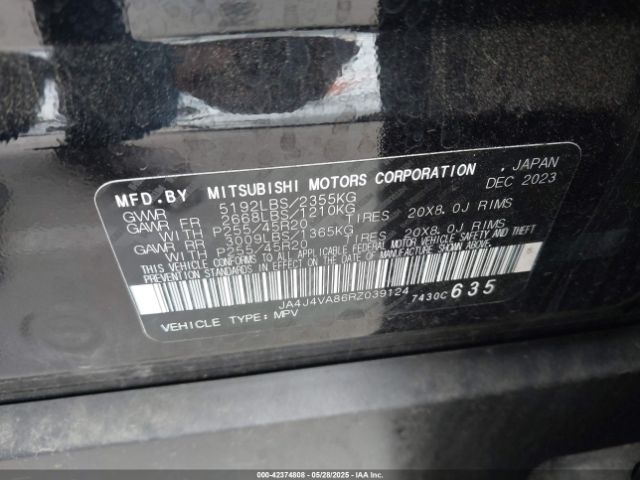 MFD.BY MITSUBISHI MOTORS CORPORATION , JAPAN
DEC 2023
GVWR 5192LBS/2355KG
GAWR FR 2668LBS/1210KG
WITH P255/45R20 TIRES 20X8.0J RIMS
GAWR RR 3009LBS/1365KG
WITH P255/45R20 TIRES 20X8.0J RIMS
THIS VEHICLE CONFORMS TO ALL APPLICABLE FEDERAL MOTOR VEHICLE SAFETY, BUMPER, AND THEFT
PREVENTION STANDARDS IN EFFECT ON THE DATE OF MANUFACTURE SHOWN ABOVE.
JA4J4VA86RZ039124 7430C 635
VEHICLE TYPE: MPV
000-42374808 - 05/28/2025 - IAAI.COM